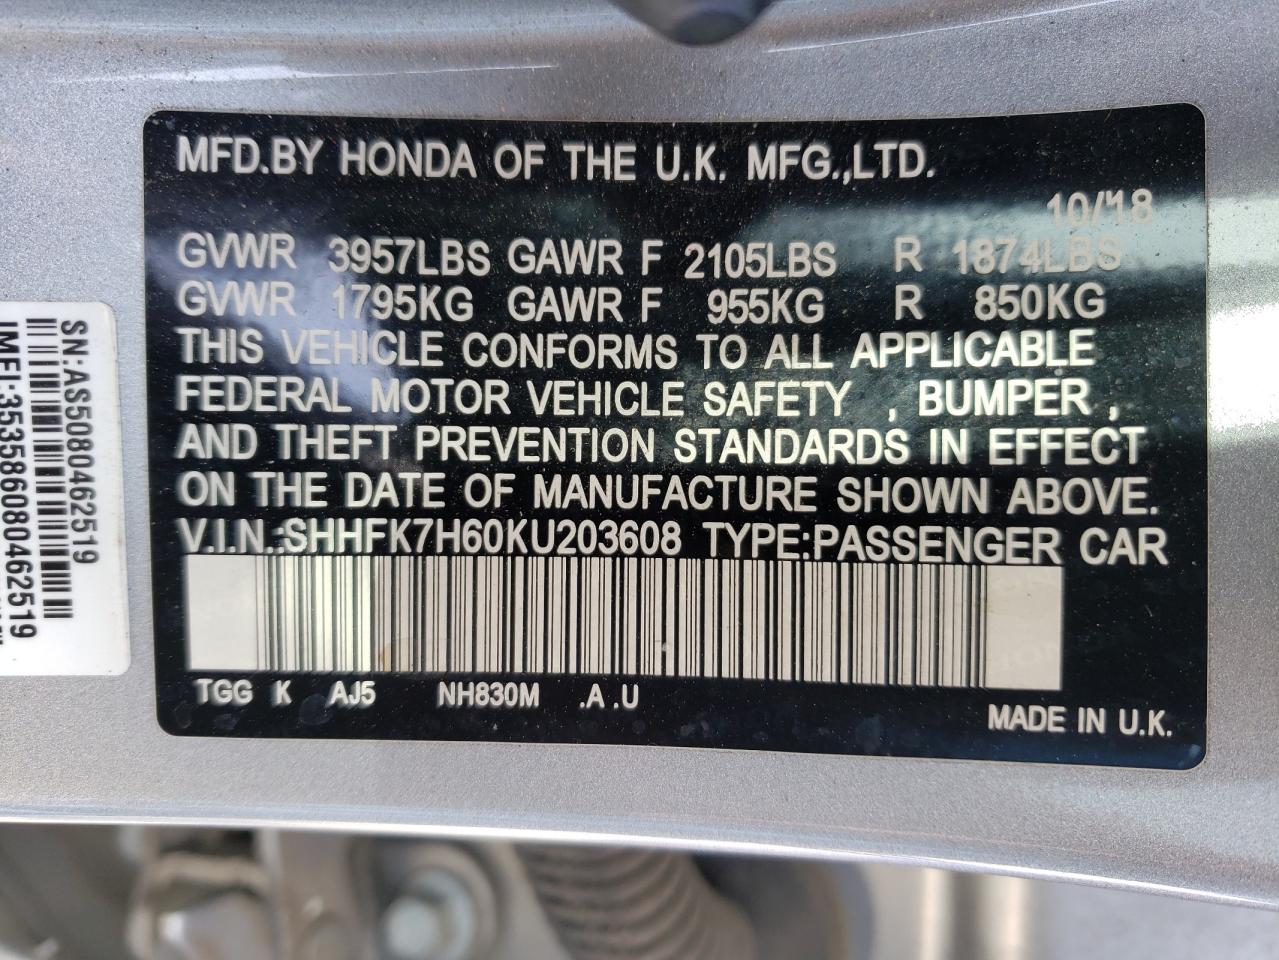 MFD.BY HONDA OF THE U.K. MFG.,LTD.
10/18
GVWR 3957LBS GAWR F 2105LBS R 1874LBS
GVWR 1795KG GAWR F 955KG R 850KG
THIS VEHICLE CONFORMS TO ALL APPLICABLE
FEDERAL MOTOR VEHICLE SAFETY , BUMPER ,
AND THEFT PREVENTION STANDARDS IN EFFECT
ON THE DATE OF MANUFACTURE SHOWN ABOVE.
V.I.N.:SHHFK7H60KU203608 TYPE:PASSENGER CAR
TGG K AJ5 NH830M .A .U
MADE IN U.K.
SN:AS5080462519
IMEI:353586080462519